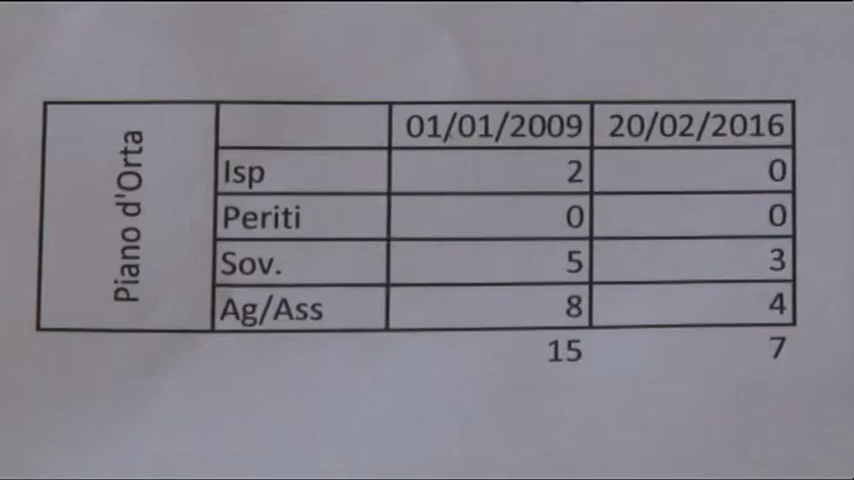 Piano d'Orta
01/01/2009 20/02/2016
Isp 2 0
Periti 0 0
Sov. 5 3
Ag/Ass 8 4
15 7